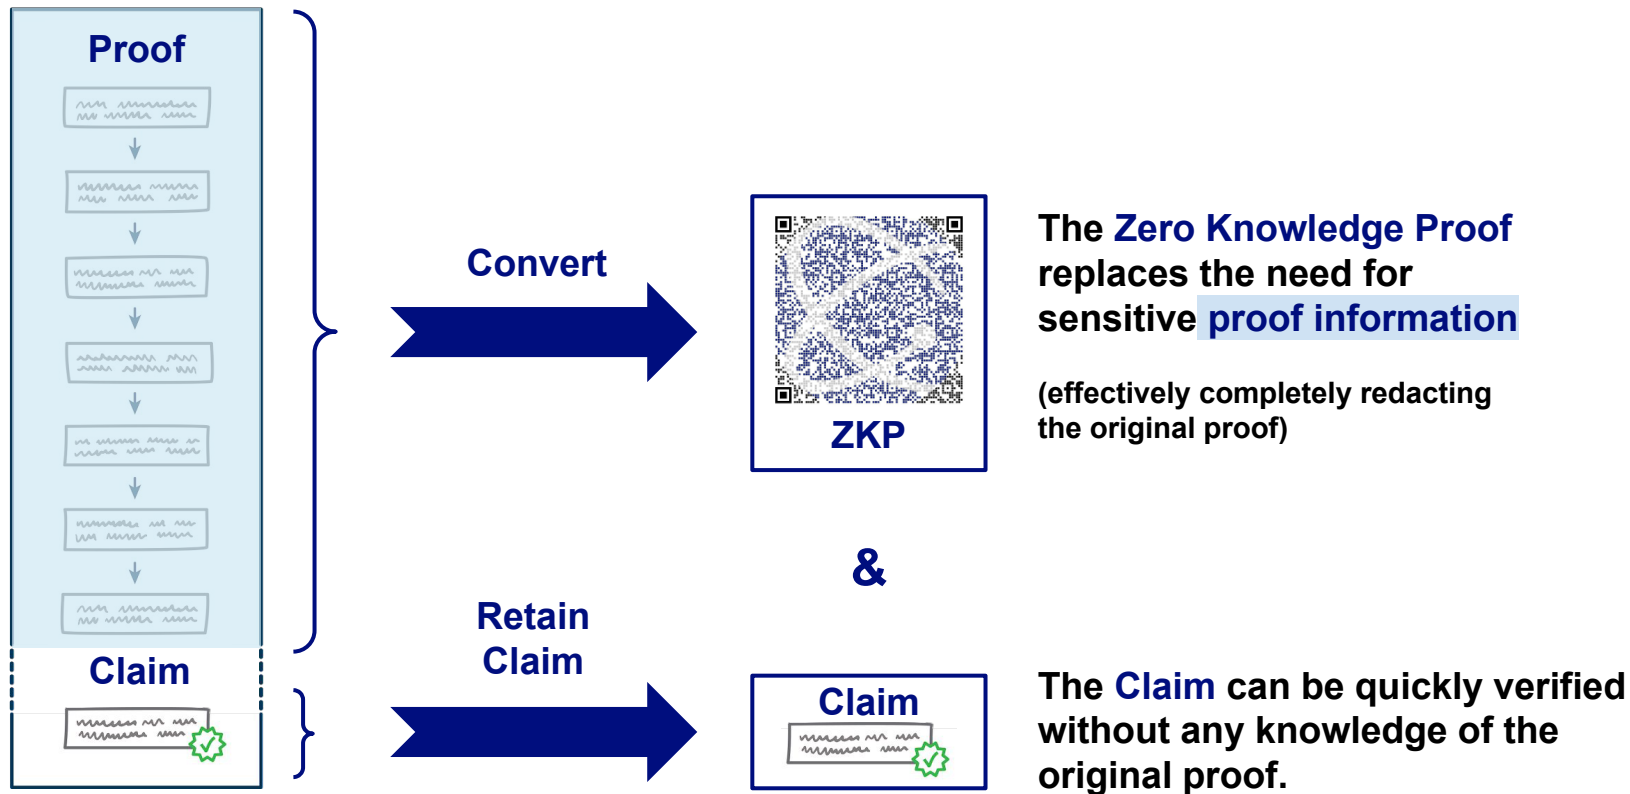 Proof
Claim
Convert
Retain
Claim
ZKP
&
Claim
The Zero Knowledge Proof
replaces the need for
sensitive proof information
(effectively completely redacting
the original proof)
The Claim can be quickly verified
without any knowledge of the
original proof.